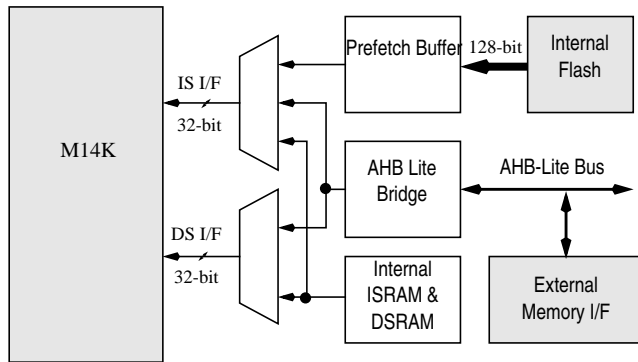 Prefetch Buffer
128-bit
Internal
Flash
IS I/F
32-bit
M14K
AHB Lite
Bridge
AHB-Lite Bus
DS I/F
32-bit
Internal
ISRAM &
DSRAM
External
Memory I/F